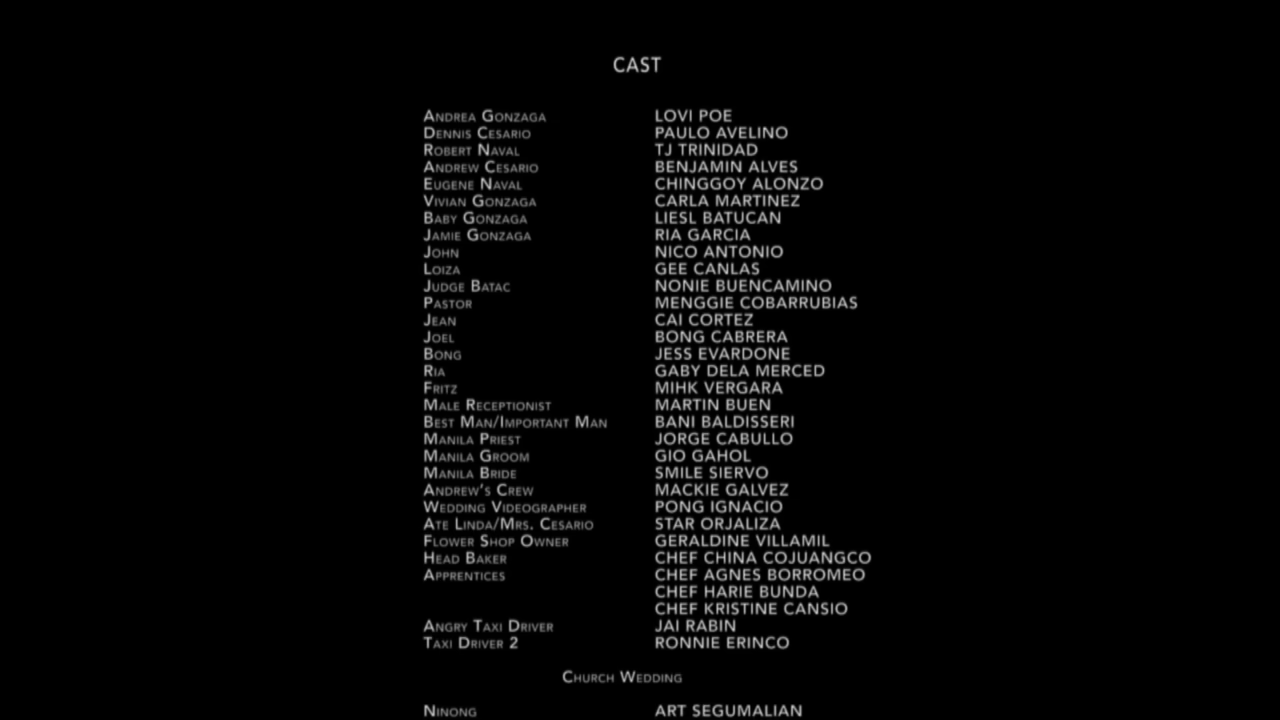 CAST
Andrea Gonzaga LOVI POE
Dennis Cesario PAULO AVELINO
Robert Naval TJ TRINIDAD
Andrew Cesario BENJAMIN ALVES
Eugene Naval CHINGGOY ALONZO
Vivian Gonzaga CARLA MARTINEZ
Baby Gonzaga LIESL BATUCAN
Jamie Gonzaga RIA GARCIA
John NICO ANTONIO
Loiza GEE CANLAS
Judge Batac NONIE BUENCAMINO
Pastor MENGGIE COBARRUBIAS
Jean CAI CORTEZ
Joel BONG CABRERA
Bong JESS EVARDONE
Ria GABY DELA MERCED
Fritz MIHK VERGARA
Male Receptionist MARTIN BUEN
Best Man/Important Man BANI BALDISSERI
Manila Priest JORGE CABULLO
Manila Groom GIO GAHOL
Manila Bride SMILE SIERVO
Andrew's Crew MACKIE GALVEZ
Wedding Videographer PONG IGNACIO
Ate Linda/Mrs. Cesario STAR ORJALIZA
Flower Shop Owner GERALDINE VILLAMIL
Head Baker CHEF CHINA COJUANGCO
Apprentices CHEF AGNES BORROMEO
CHEF HARIE BUNDA
CHEF KRISTINE CANSIO
Angry Taxi Driver JAI RABIN
Taxi Driver 2 RONNIE ERINCO
Church Wedding
Ninong ART SEGUMALIAN